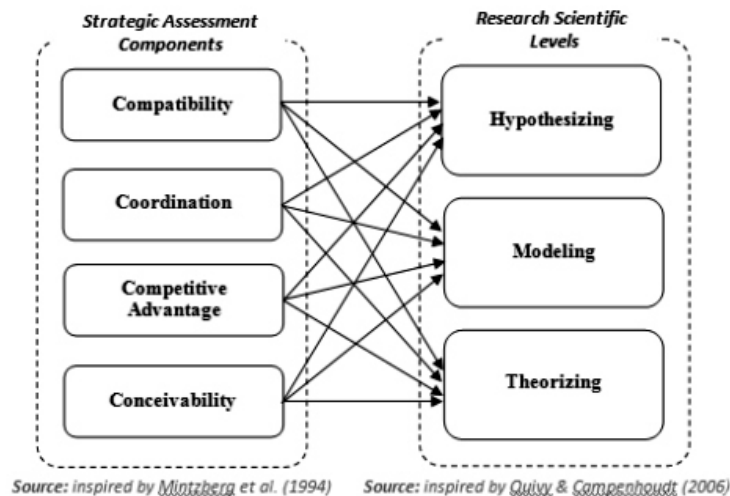 Strategic Assessment
Components
Research Scientific
Levels
Compatibility
Coordination
Competitive
Advantage
Conceivability
Hypothesizing
Modeling
Theorizing
Source: inspired by Mintzberg et al. (1994)
Source: inspired by Quivy & Campenhoudt (2006)